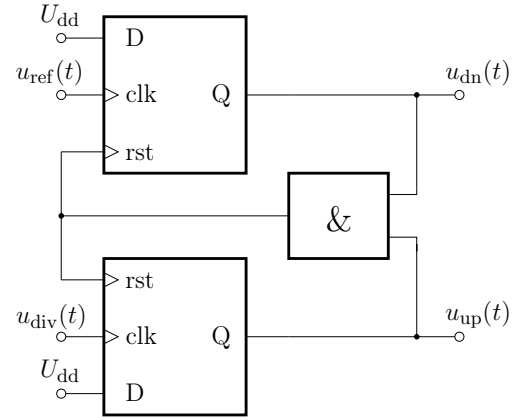 U_dd
D
u_ref(t) clk Q u_dn(t)
rst
&
rst
u_div(t) clk Q u_up(t)
U_dd
D